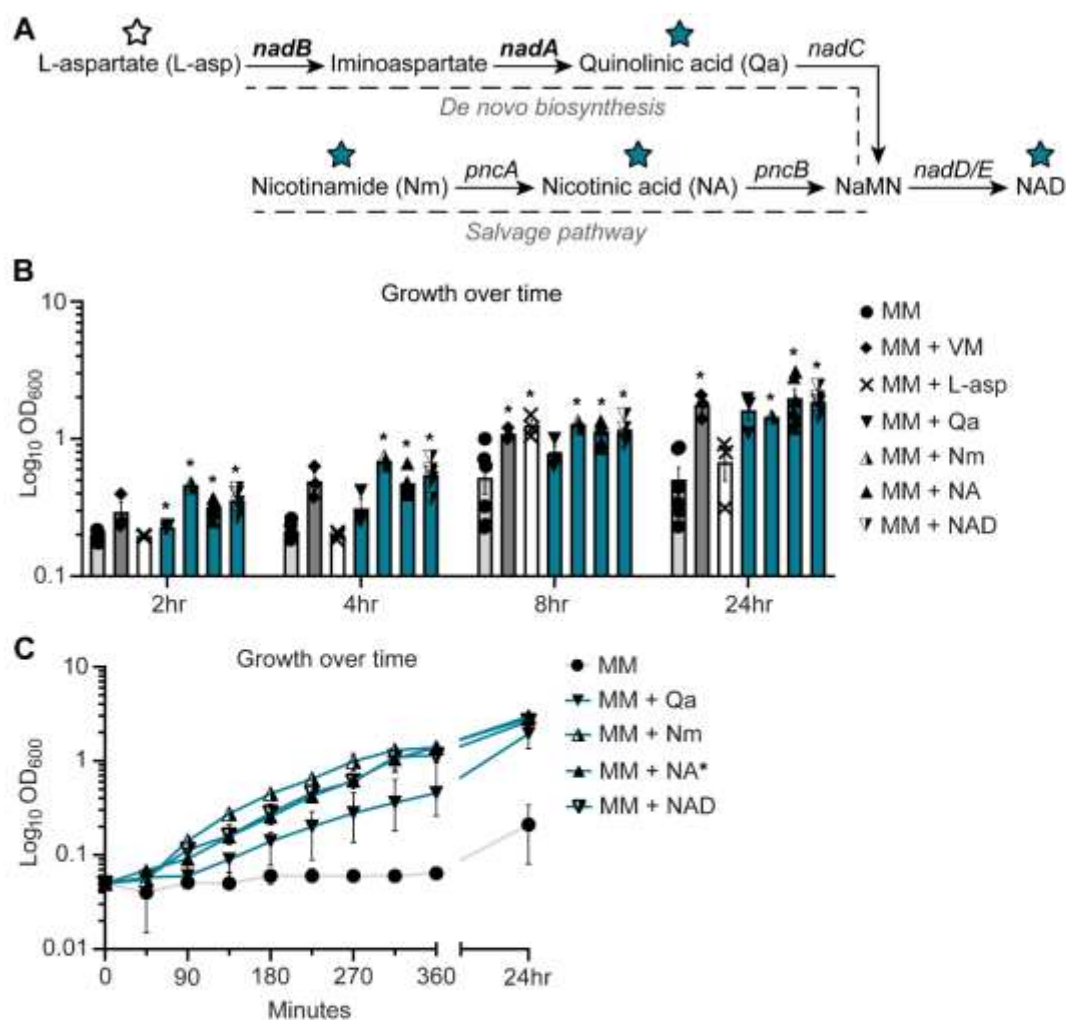 A
L-aspartate (L-asp) nadB Iminoaspartate nadA Quinolinic acid (Qa) nadC
De novo biosynthesis
Nicotinamide (Nm) pncA Nicotinic acid (NA) pncB NaMN nadD/E NAD
Salvage pathway
B
Growth over time
Log10 OD600
10
1
0.1
* * * *
* * *
* * * * *
* * * *
2hr 4hr 8hr 24hr
MM
MM + VM
MM + L-asp
MM + Qa
MM + Nm
MM + NA
MM + NAD
C
Growth over time
Log10 OD600
10
1
0.1
0.01
0 90 180 270 360 24hr
Minutes
MM
MM + Qa
MM + Nm
MM + NA*
MM + NAD